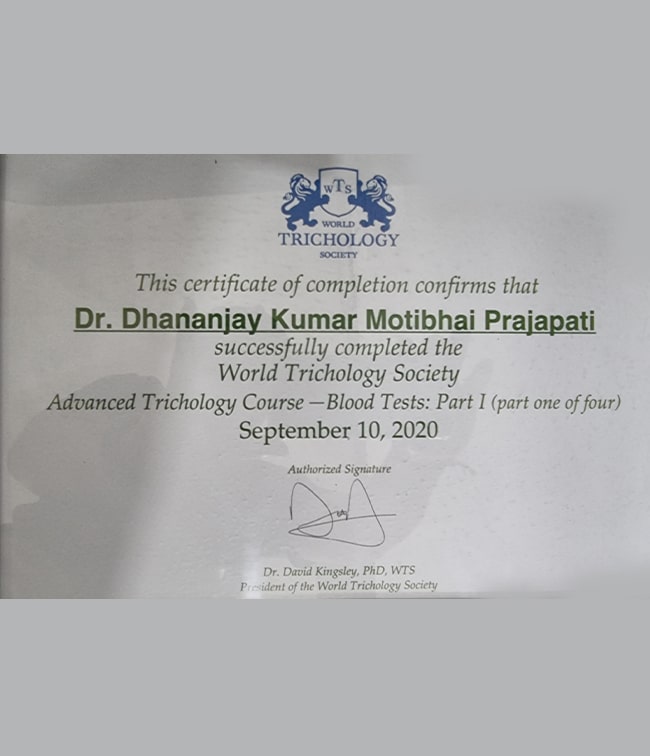 WTS
WORLD
TRICHOLOGY
SOCIETY
This certificate of completion confirms that
Dr. Dhananjay Kumar Motibhai Prajapati
successfully completed the
World Trichology Society
Advanced Trichology Course —Blood Tests: Part I (part one of four)
September 10, 2020
Authorized Signature
Dr. David Kingsley, PhD, WTS
President of the World Trichology Society